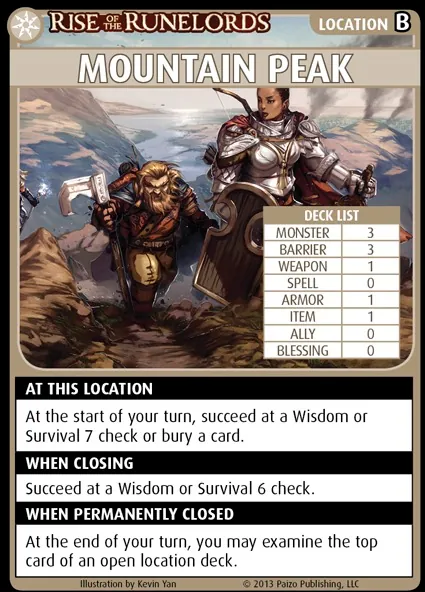 RISE OF THE RUNELORDS LOCATION B
MOUNTAIN PEAK
DECK LIST
MONSTER 3
BARRIER 3
WEAPON 1
SPELL 0
ARMOR 1
ITEM 1
ALLY 0
BLESSING 0
AT THIS LOCATION
At the start of your turn, succeed at a Wisdom or
Survival 7 check or bury a card.
WHEN CLOSING
Succeed at a Wisdom or Survival 6 check.
WHEN PERMANENTLY CLOSED
At the end of your turn, you may examine the top
card of an open location deck.
Illustration by Kevin Yan © 2013 Paizo Publishing, LLC